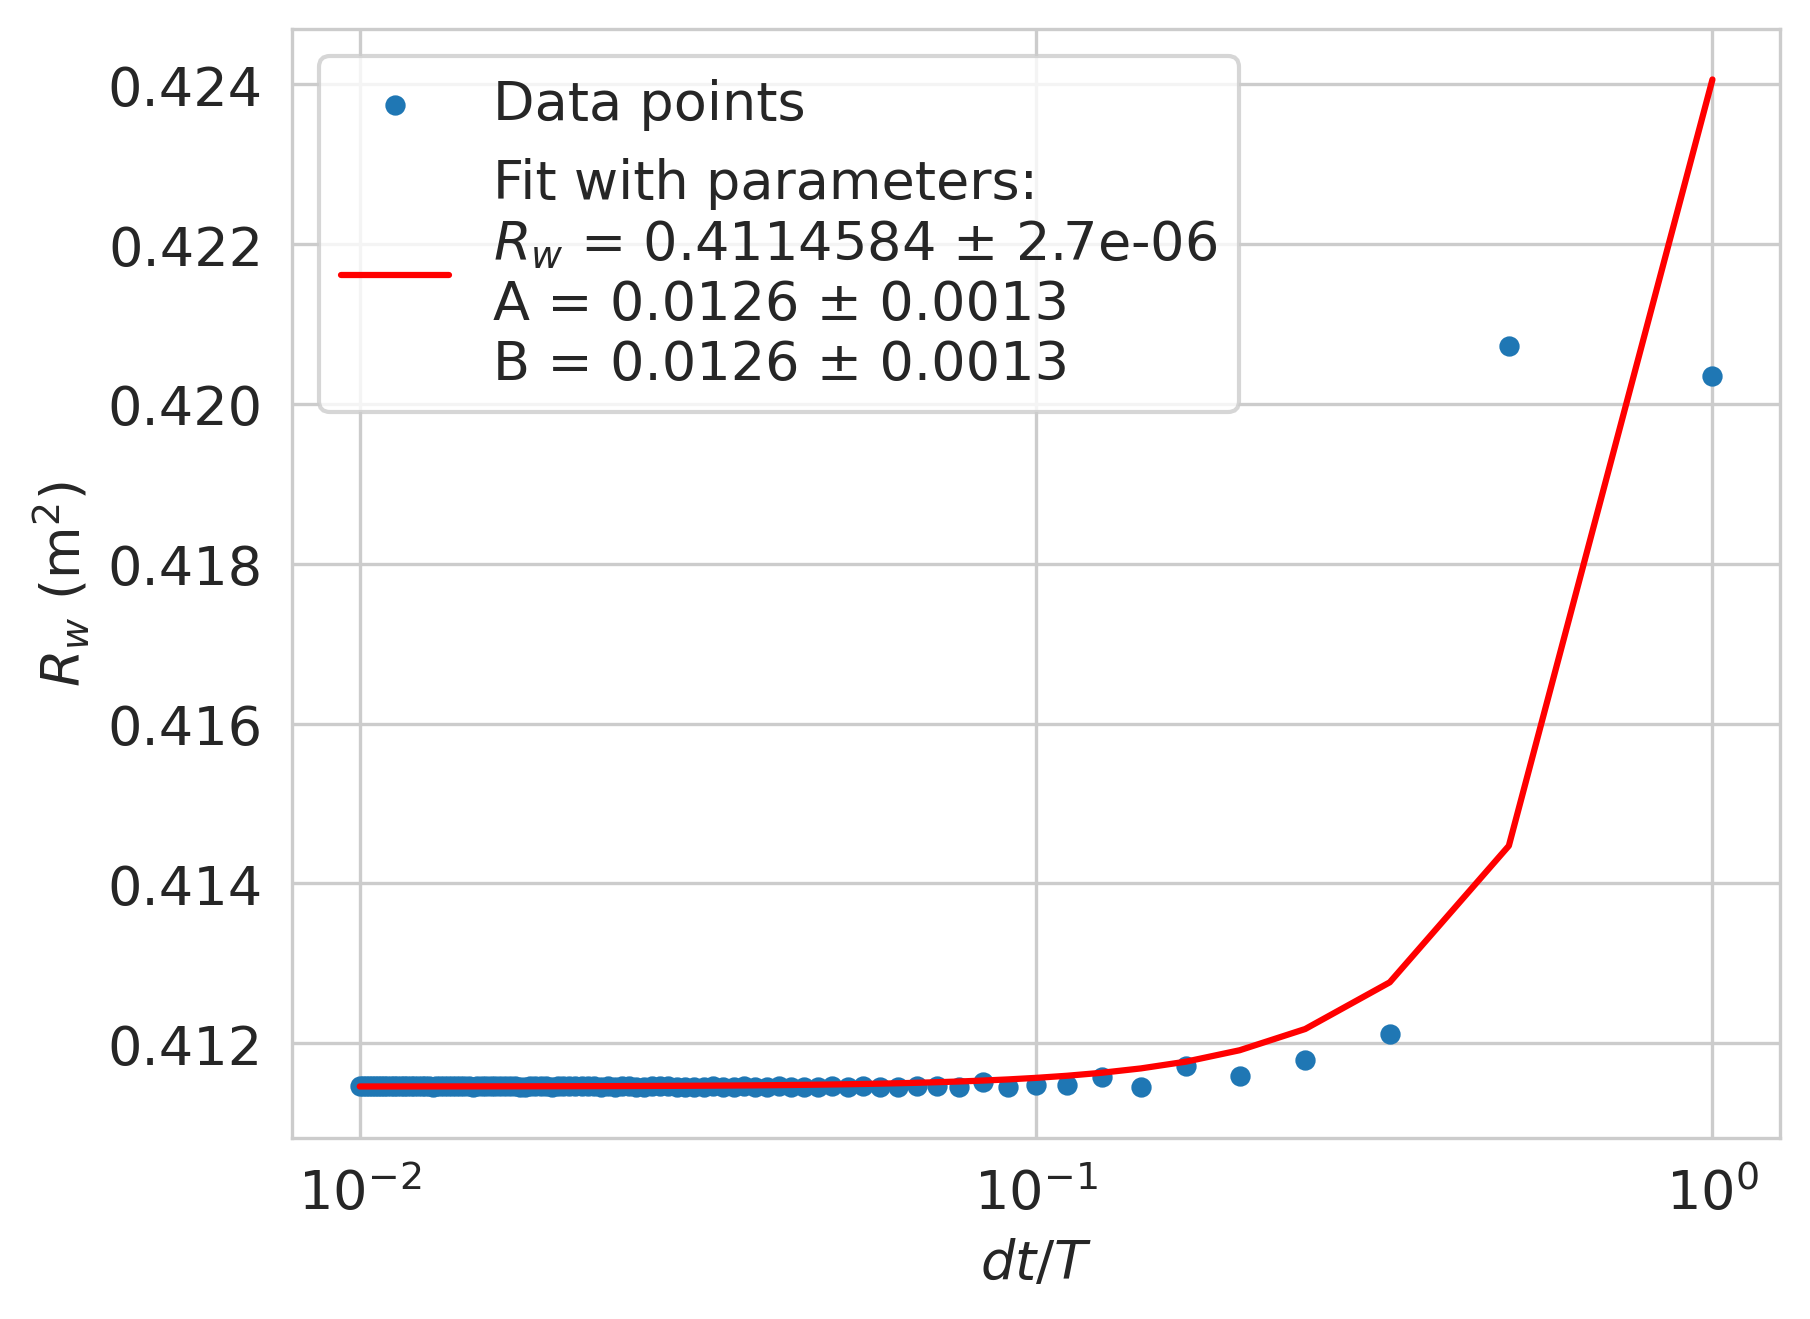 0.424
0.422
0.420
0.418
0.416
0.414
0.412
R_w (m²)
Data points
Fit with parameters:
R_w = 0.4114584 ± 2.7e-06
A = 0.0126 ± 0.0013
B = 0.0126 ± 0.0013
10⁻² 10⁻¹ 10⁰
dt/T